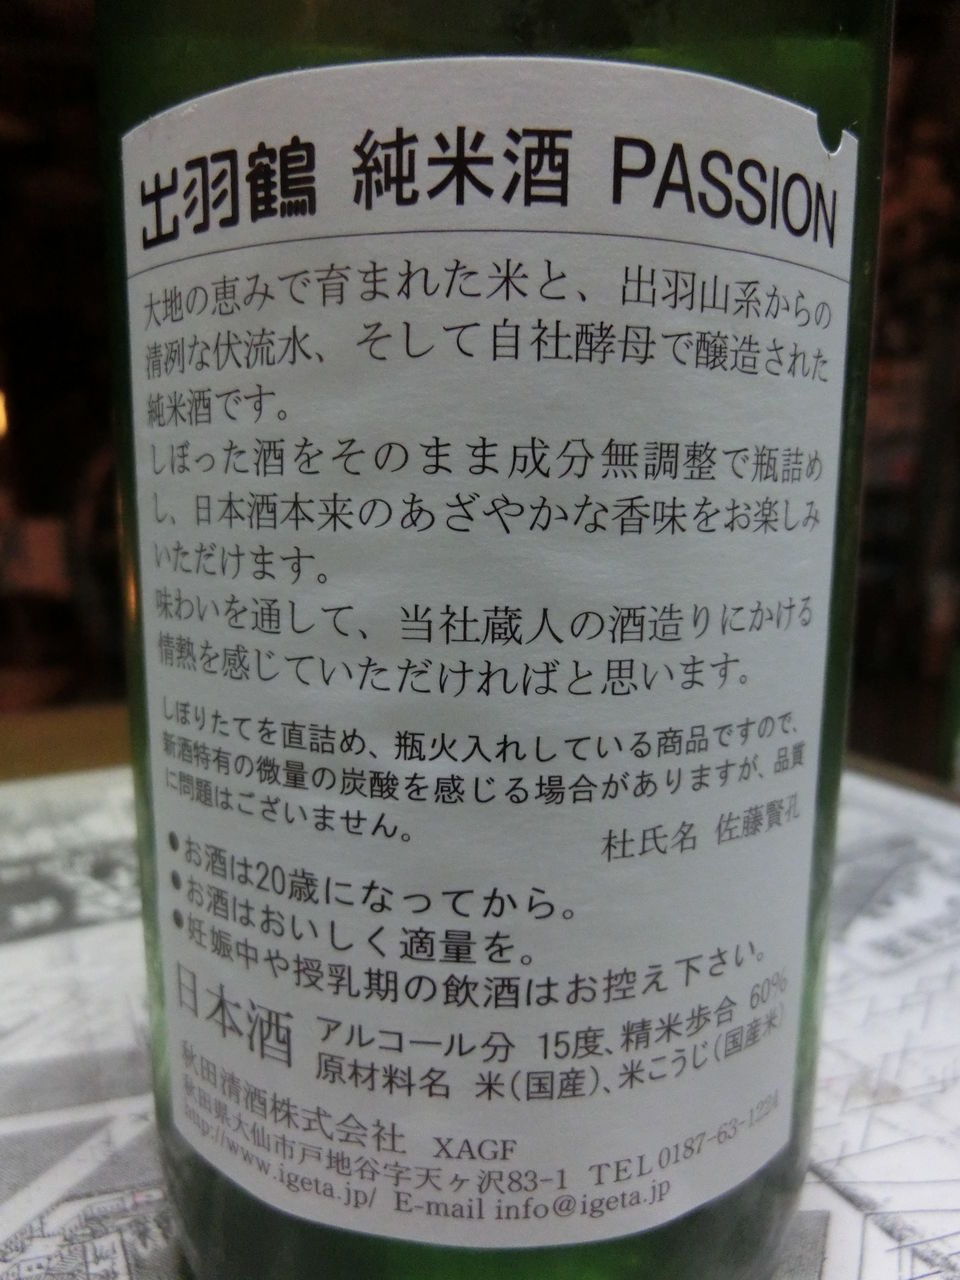 出羽鶴 純米酒 PASSION
大地の恵みで育まれた米と、出羽山系からの
清冽な伏流水、そして自社酵母で醸造された
純米酒です。
しぼった酒をそのまま成分無調整で瓶詰め
し、日本酒本来のあざやかな香味をお楽しみ
いただけます。
味わいを通して、当社蔵人の酒造りにかける
情熱を感じていただければと思います。
しぼりたてを直詰め、瓶火入れしている商品ですので、
新酒特有の微量の炭酸を感じる場合がありますが、品質
に問題はございません。
杜氏名 佐藤賢孔
●お酒は20歳になってから。
●お酒はおいしく適量を。
●妊娠中や授乳期の飲酒はお控え下さい。
日本酒 アルコール分 15度、精米歩合 60%
原材料名 米(国産)、米こうじ(国産米)
秋田清酒株式会社 XAGF
秋田県大仙市戸地谷字天ヶ沢83-1 TEL0187-63-1224
http://www.igeta.jp/ E-mail info@igeta.jp